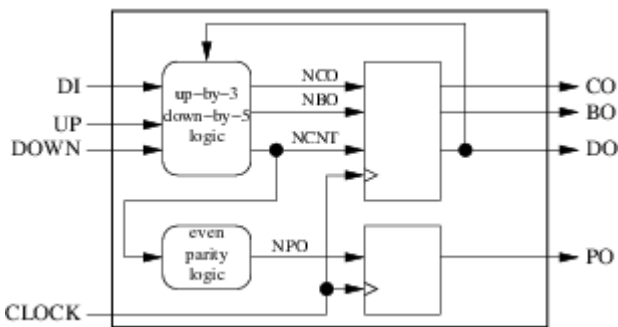 DI
UP
DOWN
up-by-3
down-by-5
logic
NCO
NBO
NCNT
CO
BO
DO
even
parity
logic
NPO
PO
CLOCK